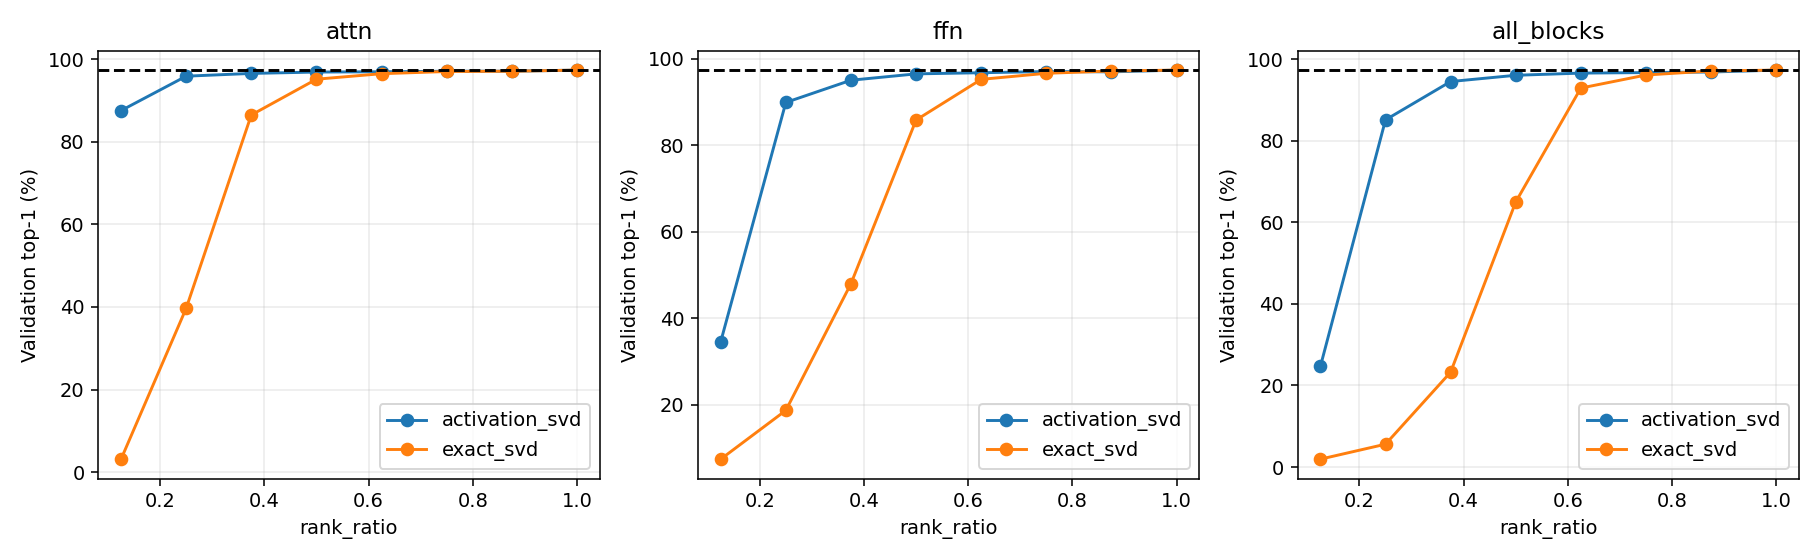 attn
Validation top-1 (%)
100
80
60
40
20
0
0.2 0.4 0.6 0.8 1.0
rank_ratio
activation_svd
exact_svd
ffn
Validation top-1 (%)
100
80
60
40
20
0.2 0.4 0.6 0.8 1.0
rank_ratio
activation_svd
exact_svd
all_blocks
Validation top-1 (%)
100
80
60
40
20
0
0.2 0.4 0.6 0.8 1.0
rank_ratio
activation_svd
exact_svd